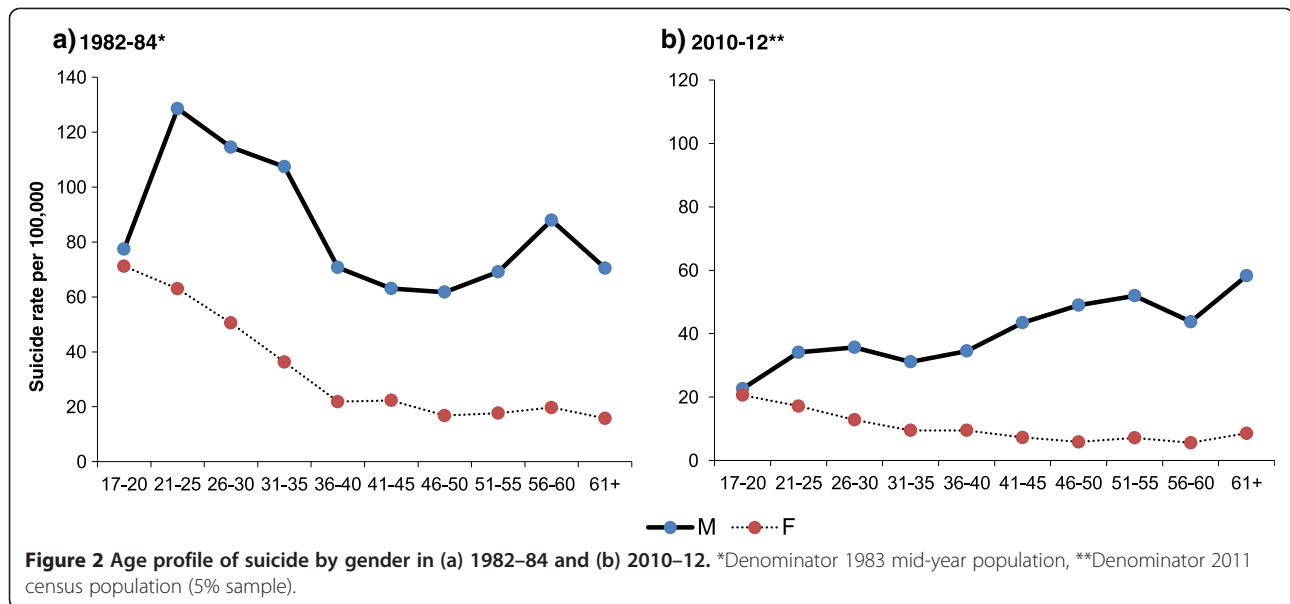 a) 1982-84*
b) 2010-12**
Suicide rate per 100,000
140
120
100
80
60
40
20
0
17-20 21-25 26-30 31-35 36-40 41-45 46-50 51-55 56-60 61+
120
100
80
60
40
20
0
17-20 21-25 26-30 31-35 36-40 41-45 46-50 51-55 56-60 61+
M F
Figure 2 Age profile of suicide by gender in (a) 1982–84 and (b) 2010–12. *Denominator 1983 mid-year population, **Denominator 2011
census population (5% sample).